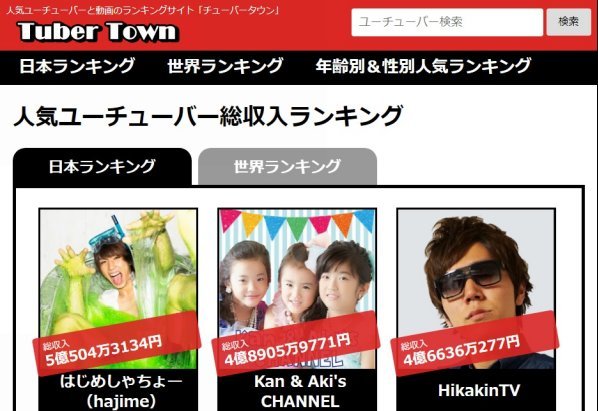 人気ユーチューバーと動画のランキングサイト「チューバータウン」
Tuber Town
ユーチューバー検索
検索
日本ランキング
世界ランキング
年齢別＆性別人気ランキング
人気ユーチューバー総収入ランキング
日本ランキング
世界ランキング
総収入
5億504万3134円
はじめしゃちょー
（hajime）
総収入
4億8905万9771円
Kan & Aki's
CHANNEL
総収入
4億6636万277円
HikakinTV